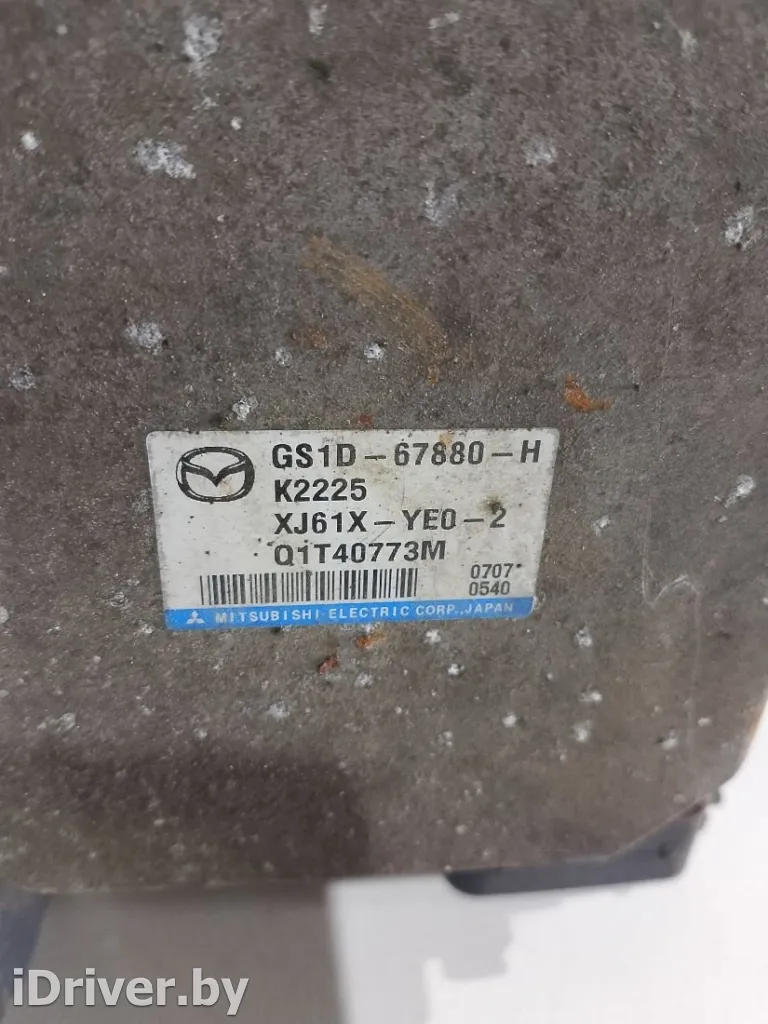 GS1D-67880-H
K2225
XJ61X-YE0-2
Q1T40773M
0707*
0540
MITSUBISHI ELECTRIC CORP., JAPAN
iDriver.by